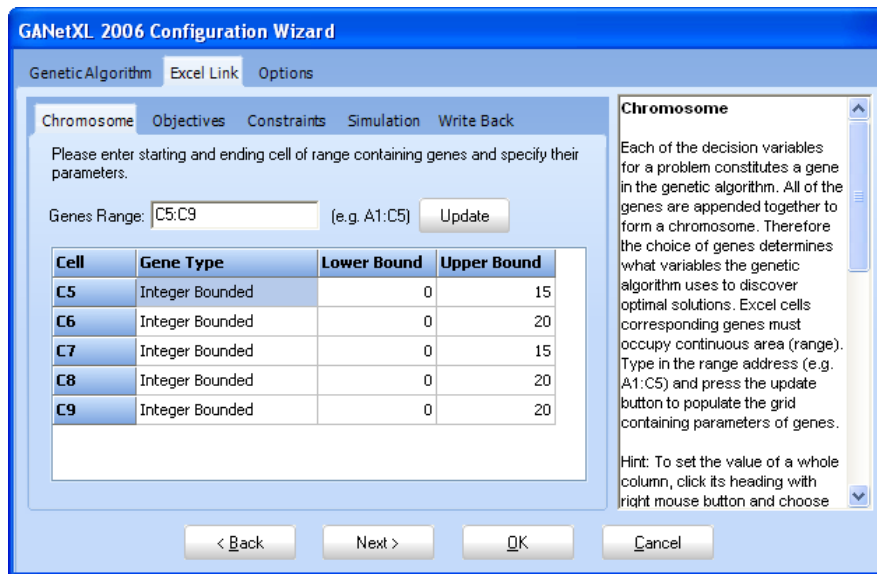 GANetXL 2006 Configuration Wizard
Genetic Algorithm Excel Link Options
Chromosome Objectives Constraints Simulation Write Back
Please enter starting and ending cell of range containing genes and specify their
parameters.
Genes Range: C5:C9 (e.g. A1:C5) Update
Cell Gene Type Lower Bound Upper Bound
C5 Integer Bounded 0 15
C6 Integer Bounded 0 20
C7 Integer Bounded 0 15
C8 Integer Bounded 0 20
C9 Integer Bounded 0 20
Chromosome
Each of the decision variables
for a problem constitutes a gene
in the genetic algorithm. All of the
genes are appended together to
form a chromosome. Therefore
the choice of genes determines
what variables the genetic
algorithm uses to discover
optimal solutions. Excel cells
corresponding genes must
occupy continuous area (range).
Type in the range address (e.g.
A1:C5) and press the update
button to populate the grid
containing parameters of genes.
Hint: To set the value of a whole
column, click its heading with
right mouse button and choose
< Back Next > OK Cancel